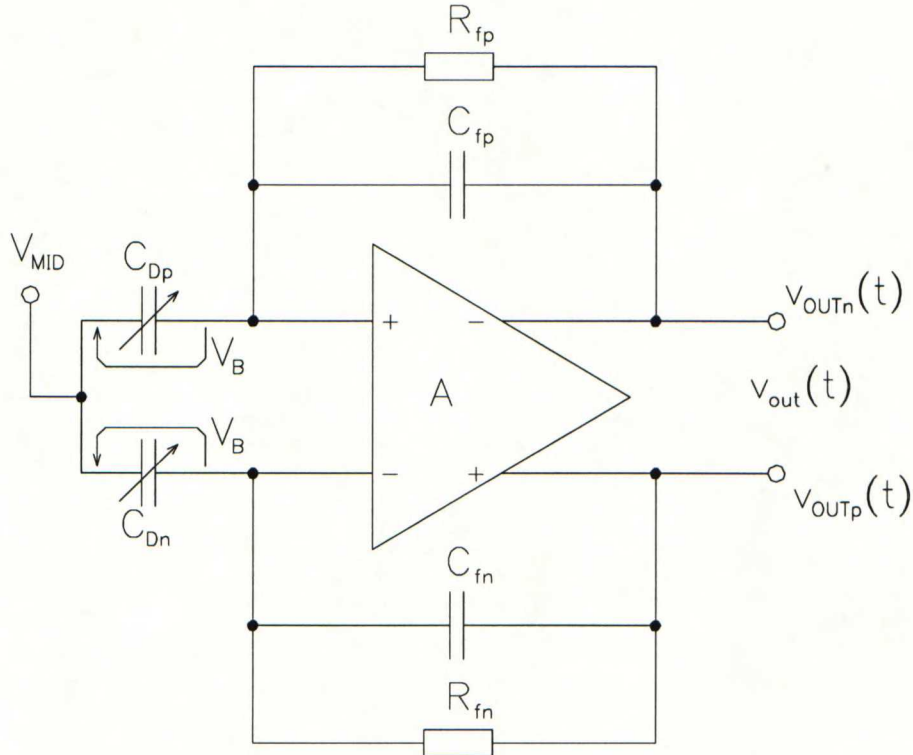 R_fp
C_fp
V_MID
C_Dp
+
−
V_OUTn(t)
V_B
A
V_out(t)
V_B
−
+
V_OUTp(t)
C_Dn
C_fn
R_fn